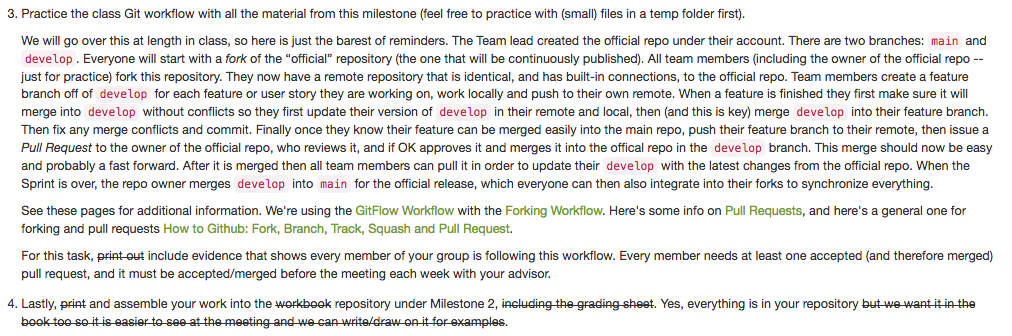 3. Practice the class Git workflow with all the material from this milestone (feel free to practice with (small) files in a temp folder first).
We will go over this at length in class, so here is just the barest of reminders. The Team lead created the official repo under their account. There are two branches: main and
develop . Everyone will start with a fork of the “official” repository (the one that will be continuously published). All team members (including the owner of the official repo --
just for practice) fork this repository. They now have a remote repository that is identical, and has built-in connections, to the official repo. Team members create a feature
branch off of develop for each feature or user story they are working on, work locally and push to their own remote. When a feature is finished they first make sure it will
merge into develop without conflicts so they first update their version of develop in their remote and local, then (and this is key) merge develop into their feature branch.
Then fix any merge conflicts and commit. Finally once they know their feature can be merged easily into the main repo, push their feature branch to their remote, then issue a
Pull Request to the owner of the official repo, who reviews it, and if OK approves it and merges it into the offical repo in the develop branch. This merge should now be easy
and probably a fast forward. After it is merged then all team members can pull it in order to update their develop with the latest changes from the official repo. When the
Sprint is over, the repo owner merges develop into main for the official release, which everyone can then also integrate into their forks to synchronize everything.
See these pages for additional information. We're using the GitFlow Workflow with the Forking Workflow. Here's some info on Pull Requests, and here's a general one for
forking and pull requests How to Github: Fork, Branch, Track, Squash and Pull Request.
For this task, print out include evidence that shows every member of your group is following this workflow. Every member needs at least one accepted (and therefore merged)
pull request, and it must be accepted/merged before the meeting each week with your advisor.
4. Lastly, print and assemble your work into the workbook repository under Milestone 2, including the grading sheet. Yes, everything is in your repository but we want it in the
book too so it is easier to see at the meeting and we can write/draw on it for examples.